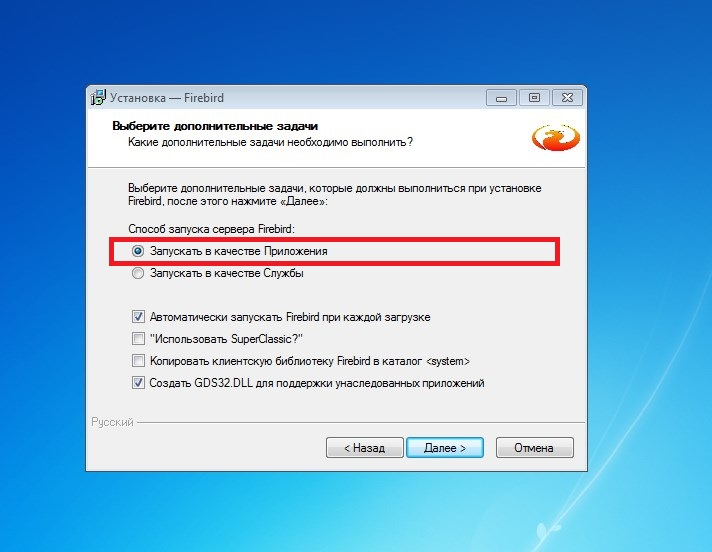 Установка — Firebird
Выберите дополнительные задачи
Какие дополнительные задачи необходимо выполнить?
Выберите дополнительные задачи, которые должны выполниться при установке
Firebird, после этого нажмите «Далее»:
Способ запуска сервера Firebird:
Запускать в качестве Приложения
Запускать в качестве Службы
Автоматически запускать Firebird при каждой загрузке
"Использовать SuperClassic?"
Копировать клиентскую библиотеку Firebird в каталог <system>
Создать GDS32.DLL для поддержки унаследованных приложений
Русский
< Назад
Далее >
Отмена